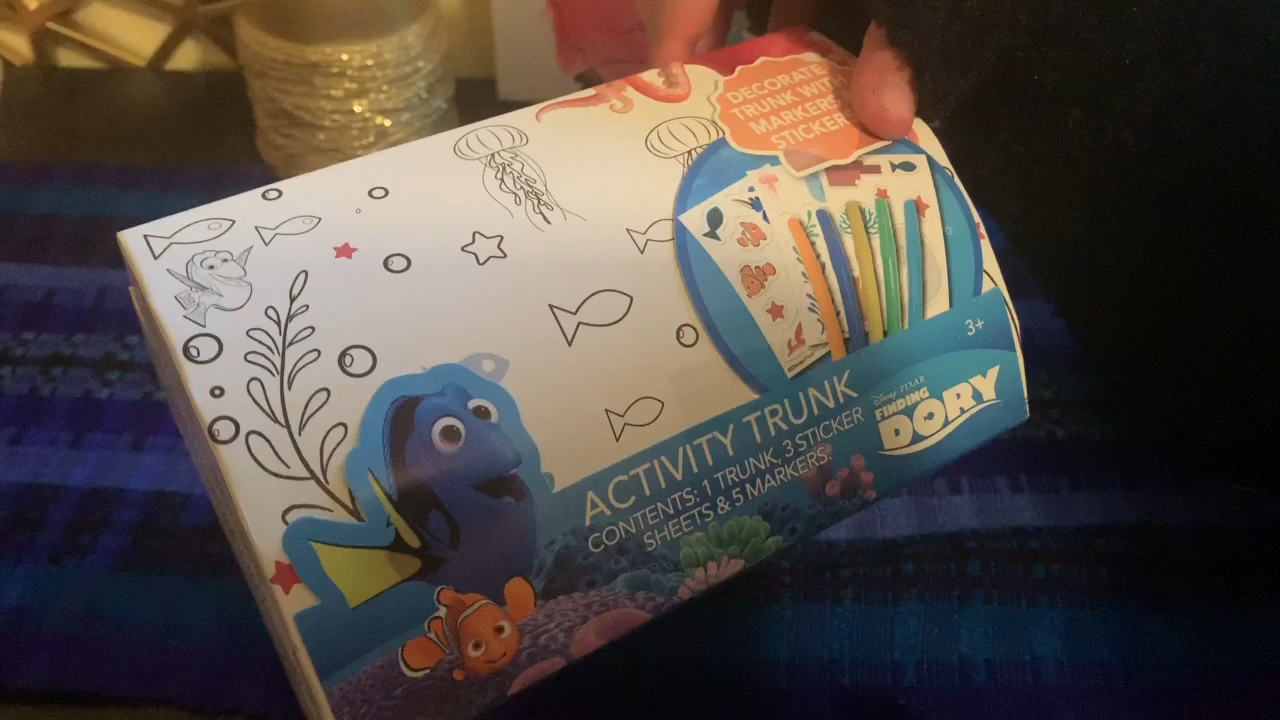 DECORATE
TRUNK WITH
MARKERS
STICKER
3+
Disney PIXAR
FINDING
DORY
ACTIVITY TRUNK
CONTENTS: 1 TRUNK, 3 STICKER
SHEETS & 5 MARKERS.